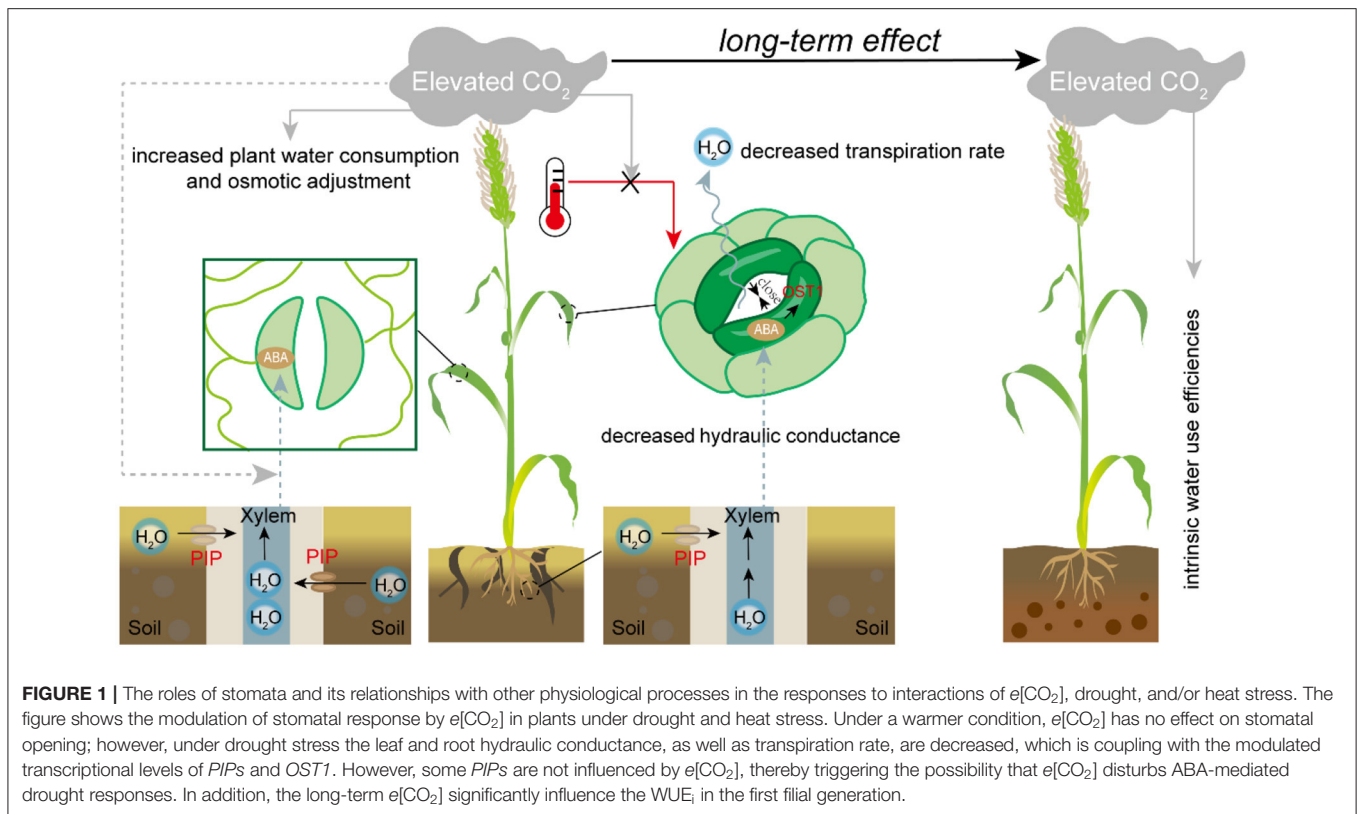 long-term effect
Elevated CO₂
Elevated CO₂
increased plant water consumption
and osmotic adjustment
H₂O
decreased transpiration rate
close
OST1
ABA
ABA
decreased hydraulic conductance
intrinsic water use efficiencies
Xylem
H₂O
PIP
H₂O
H₂O
H₂O
Soil
Soil
Xylem
H₂O
PIP
H₂O
Soil
Soil
FIGURE 1 | The roles of stomata and its relationships with other physiological processes in the responses to interactions of e[CO₂], drought, and/or heat stress. The
figure shows the modulation of stomatal response by e[CO₂] in plants under drought and heat stress. Under a warmer condition, e[CO₂] has no effect on stomatal
opening; however, under drought stress the leaf and root hydraulic conductance, as well as transpiration rate, are decreased, which is coupling with the modulated
transcriptional levels of PIPs and OST1. However, some PIPs are not influenced by e[CO₂], thereby triggering the possibility that e[CO₂] disturbs ABA-mediated
drought responses. In addition, the long-term e[CO₂] significantly influence the WUEᵢ in the first filial generation.